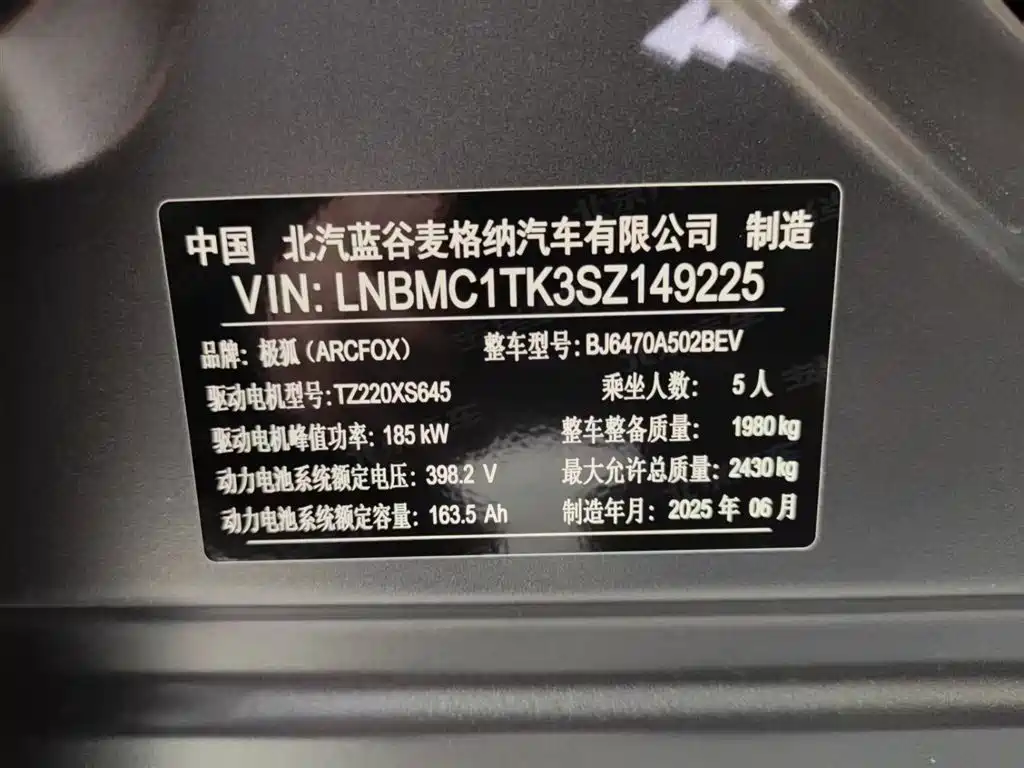 中国 北汽蓝谷麦格纳汽车有限公司 制造
VIN: LNBMC1TK3SZ149225
品牌: 极狐(ARCFOX) 整车型号: BJ6470A502BEV
驱动电机型号: TZ220XS645 乘坐人数: 5 人
驱动电机峰值功率: 185 kW 整车整备质量: 1980 kg
动力电池系统额定电压: 398.2 V 最大允许总质量: 2430 kg
动力电池系统额定容量: 163.5 Ah 制造年月: 2025 年 06 月